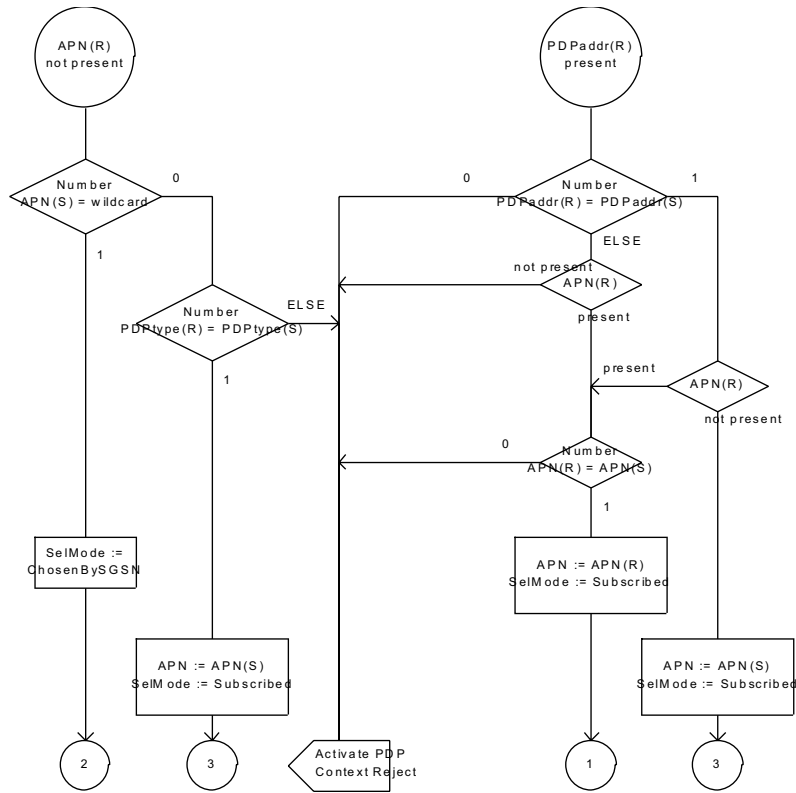 APN(R)
not present
PDPaddr(R)
present
0
0
1
Number
APN(S) = wildcard
Number
PDPaddr(R) = PDPaddr(S)
1
ELSE
not present
APN(R)
present
ELSE
Number
PDPtype(R) = PDPtype(S)
1
present
APN(R)
not present
0
Number
APN(R) = APN(S)
1
SelMode :=
ChosenBySGSN
APN := APN(R)
SelMode := Subscribed
APN := APN(S)
SelMode := Subscribed
APN := APN(S)
SelMode := Subscribed
2
3
Activate PDP
Context Reject
1
3